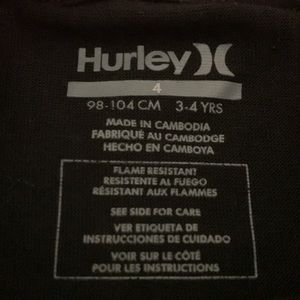 Hurley
4
98-104 CM 3-4 YRS
MADE IN CAMBODIA
FABRIQUÉ AU CAMBODGE
HECHO EN CAMBOYA
FLAME RESISTANT
RESISTENTE AL FUEGO
RÉSISTANT AUX FLAMMES
SEE SIDE FOR CARE
VER ETIQUETA DE
INSTRUCCIONES DE CUIDADO
VOIR SUR LE CÔTÉ
POUR LES INSTRUCTIONS